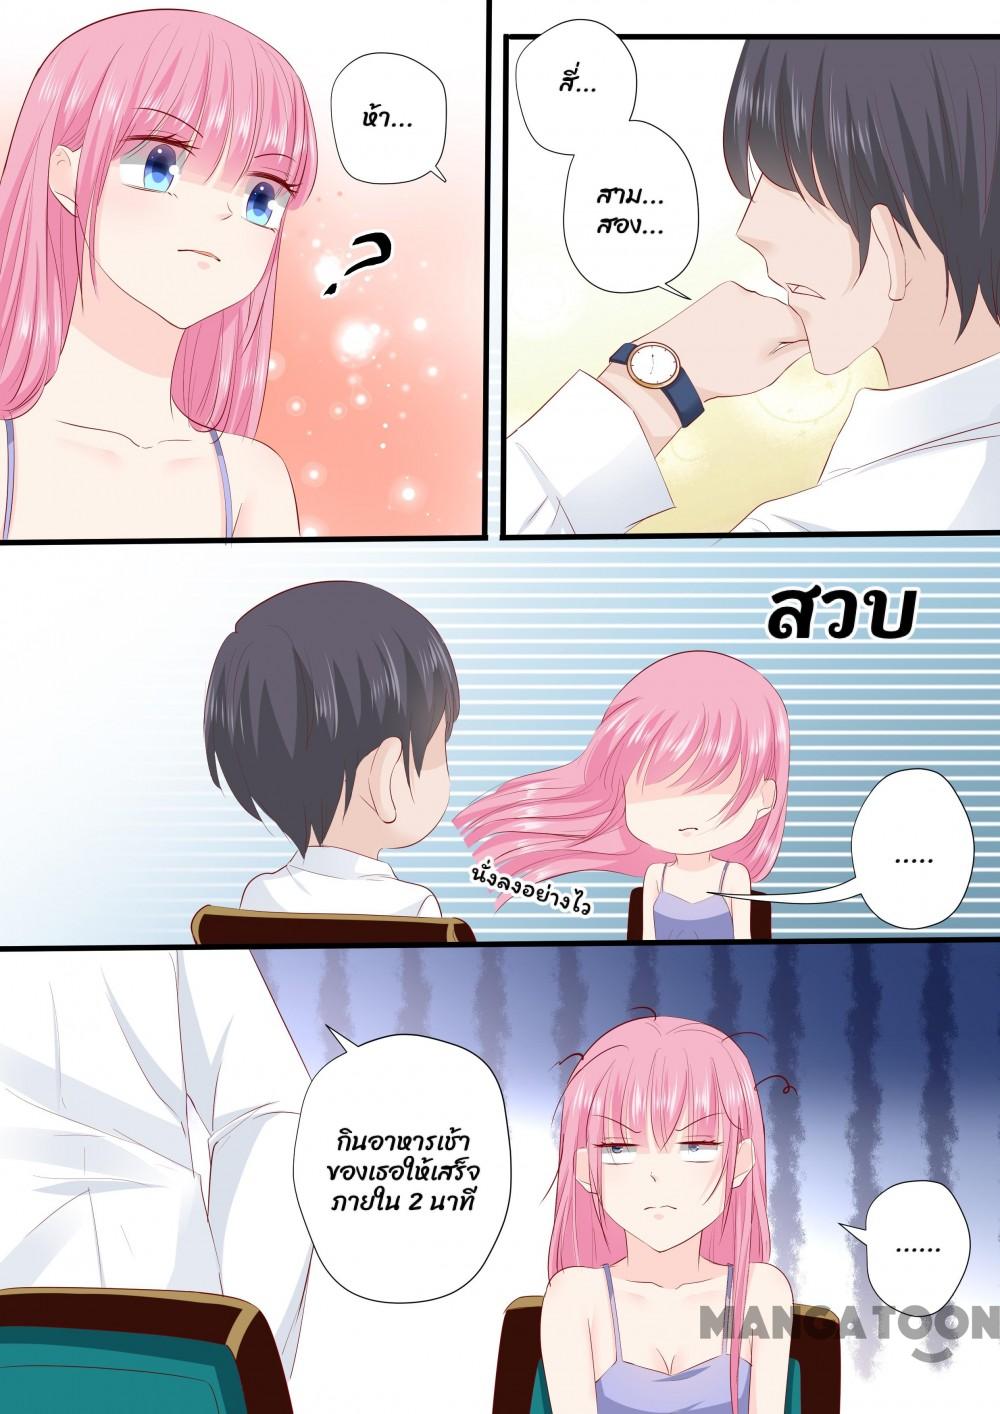 ห้า...
สี่...
สาม...
สอง...
สวบ
นั่งลงอย่างไว
.....
กินอาหารเช้า
ของเธอให้เสร็จ
ภายใน 2 นาที
......
MANGATOON